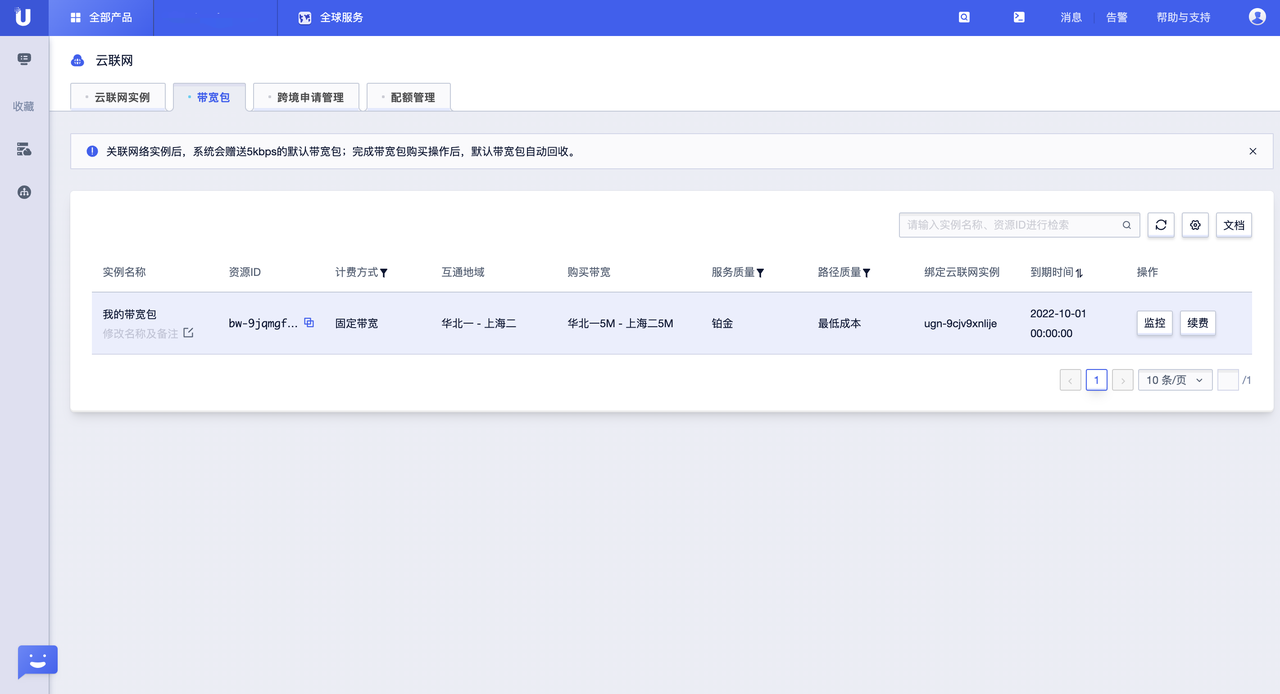 全部产品
全球服务
消息
告警
帮助与支持
收藏
云联网
云联网实例
带宽包
跨境申请管理
配额管理
关联网络实例后，系统会赠送5kbps的默认带宽包；完成带宽包购买操作后，默认带宽包自动回收。
请输入实例名称、资源ID进行检索
文档
实例名称 资源ID 计费方式 互通地域 购买带宽 服务质量 路径质量 绑定云联网实例 到期时间 操作
我的带宽包
修改名称及备注
bw-9jqmgf...
固定带宽
华北一 - 上海二
华北一5M - 上海二5M
铂金
最低成本
ugn-9cjv9xnlije
2022-10-01
00:00:00
监控
续费
1
10 条/页
/1